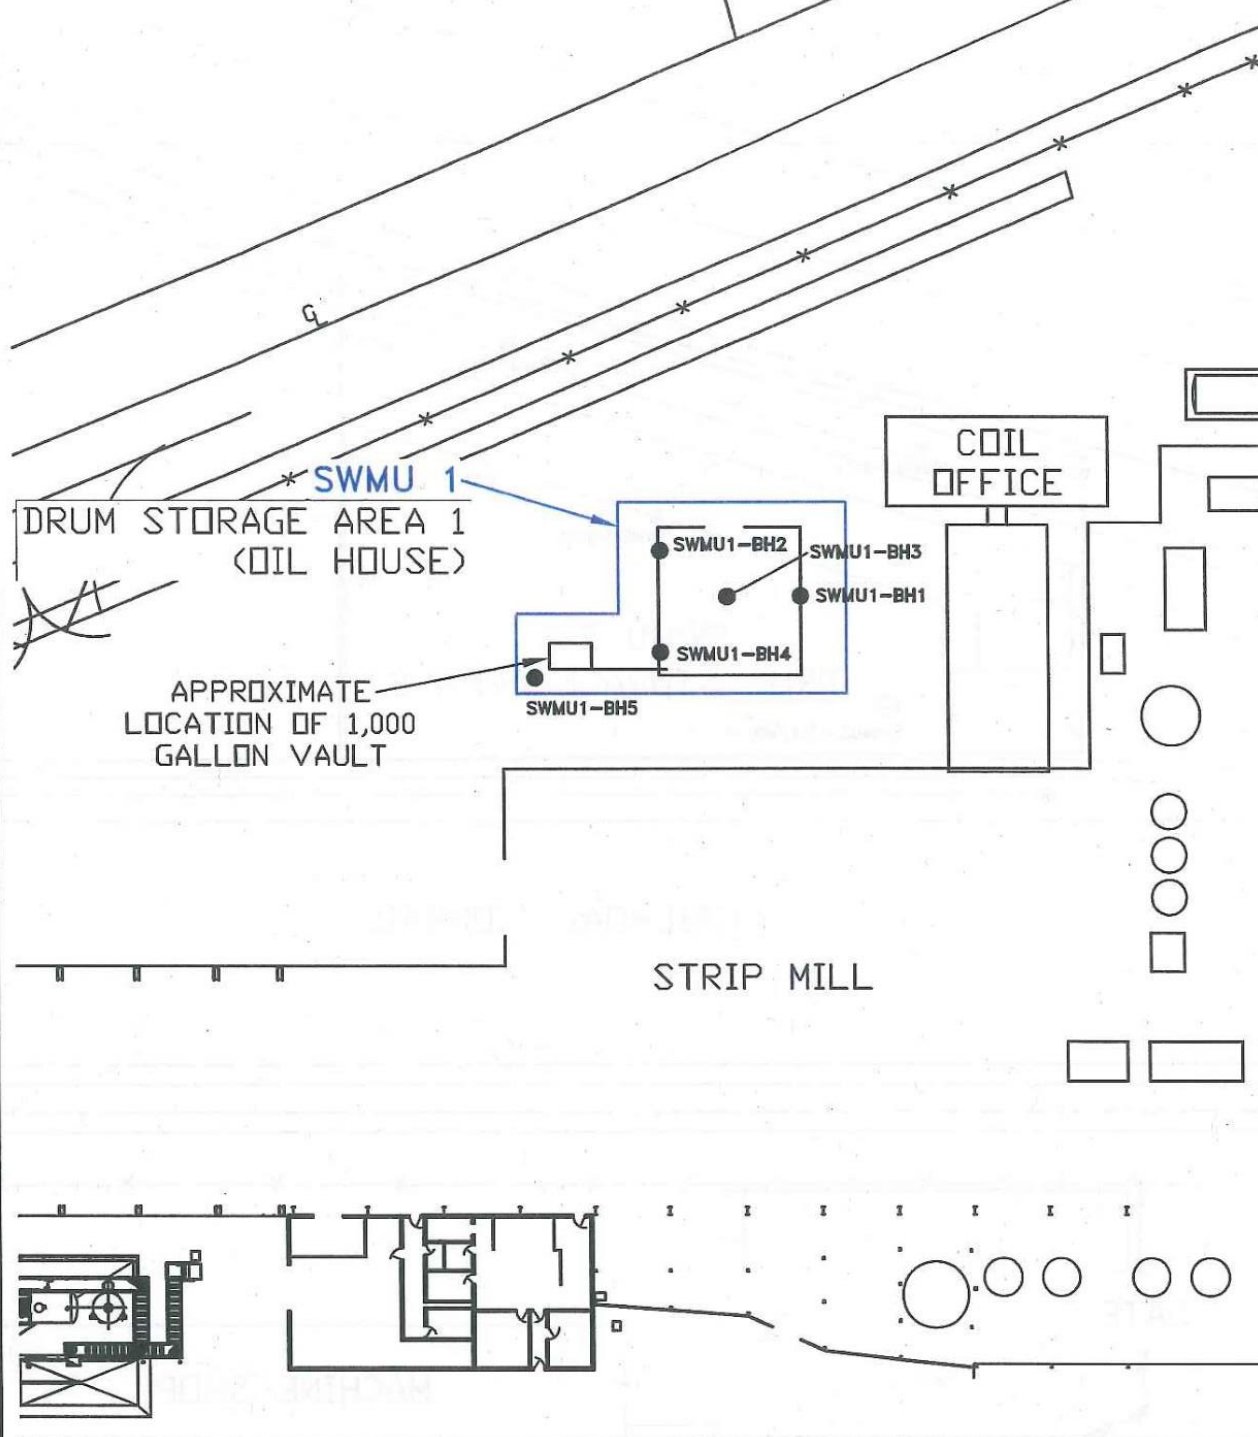 ℄
SWMU 1
DRUM STORAGE AREA 1
(OIL HOUSE)
COIL
OFFICE
SWMU1-BH2
SWMU1-BH3
SWMU1-BH1
SWMU1-BH4
SWMU1-BH5
APPROXIMATE
LOCATION OF 1,000
GALLON VAULT
STRIP MILL